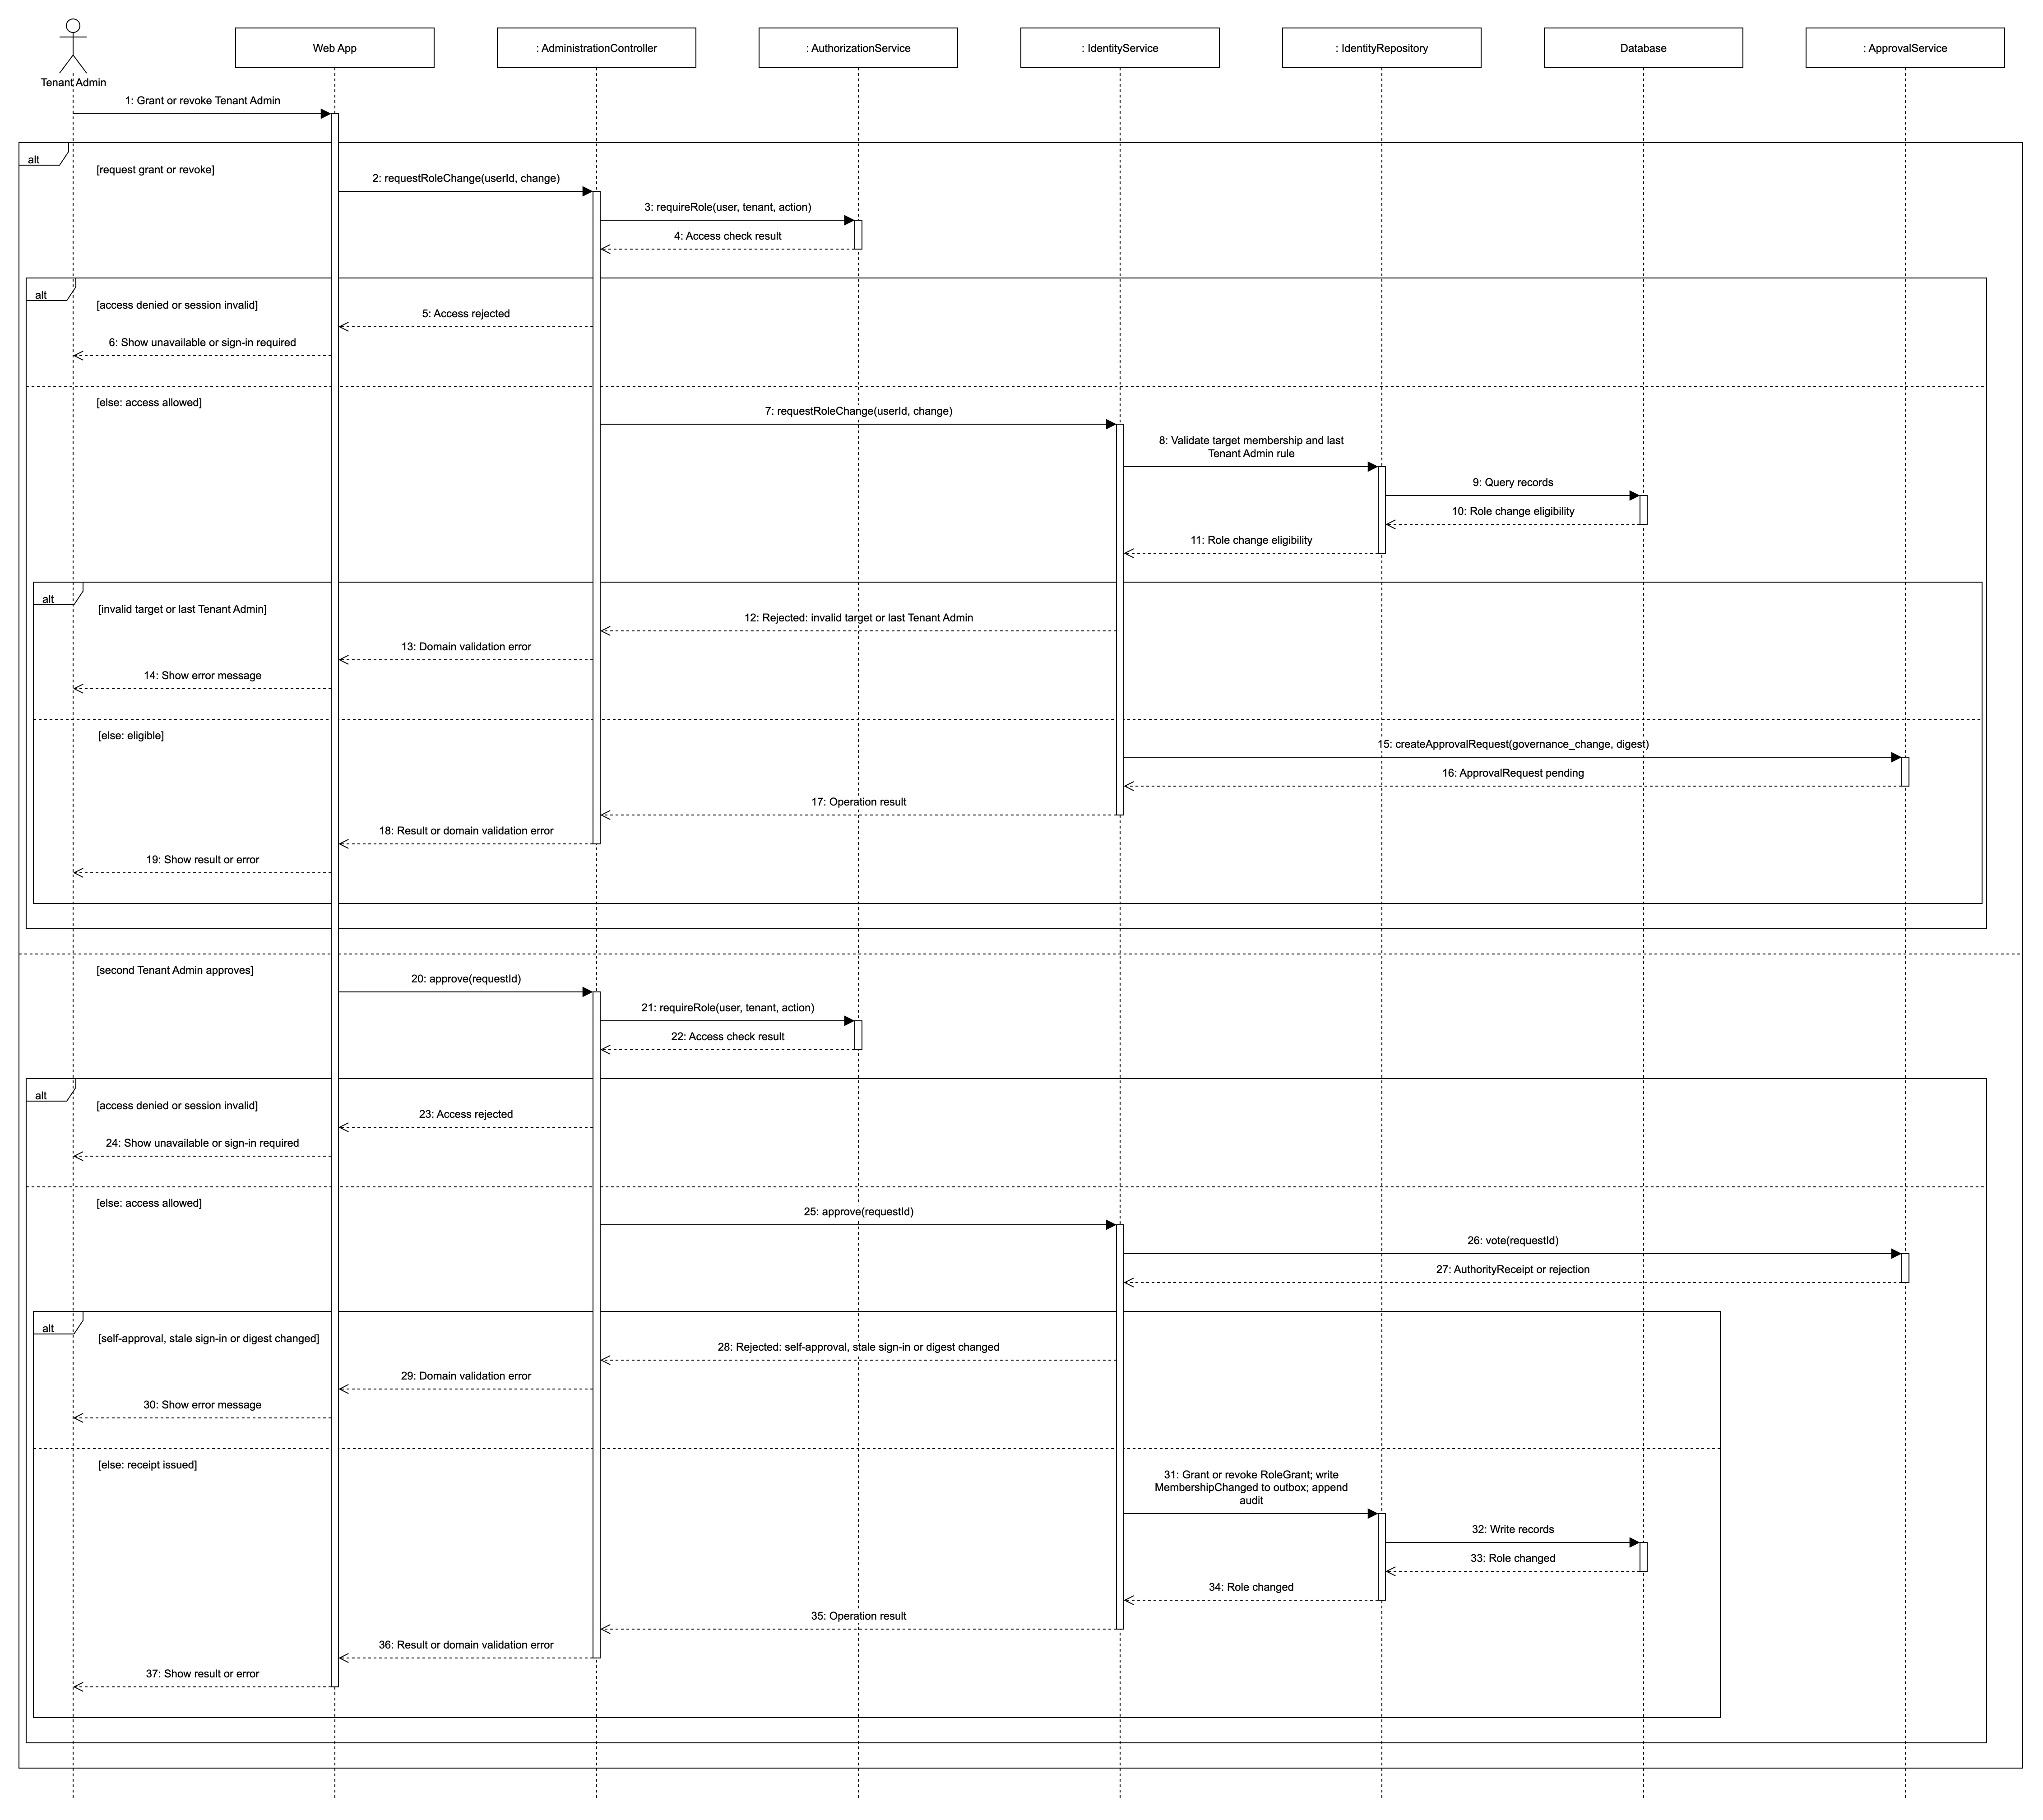 Tenant Admin
Web App
: AdministrationController
: AuthorizationService
: IdentityService
: IdentityRepository
Database
: ApprovalService
1: Grant or revoke Tenant Admin
alt
[request grant or revoke]
2: requestRoleChange(userId, change)
3: requireRole(user, tenant, action)
4: Access check result
alt
[access denied or session invalid]
5: Access rejected
6: Show unavailable or sign-in required
[else: access allowed]
7: requestRoleChange(userId, change)
8: Validate target membership and last
Tenant Admin rule
9: Query records
10: Role change eligibility
11: Role change eligibility
alt
[invalid target or last Tenant Admin]
12: Rejected: invalid target or last Tenant Admin
13: Domain validation error
14: Show error message
[else: eligible]
15: createApprovalRequest(governance_change, digest)
16: ApprovalRequest pending
17: Operation result
18: Result or domain validation error
19: Show result or error
[second Tenant Admin approves]
20: approve(requestId)
21: requireRole(user, tenant, action)
22: Access check result
alt
[access denied or session invalid]
23: Access rejected
24: Show unavailable or sign-in required
[else: access allowed]
25: approve(requestId)
26: vote(requestId)
27: AuthorityReceipt or rejection
alt
[self-approval, stale sign-in or digest changed]
28: Rejected: self-approval, stale sign-in or digest changed
29: Domain validation error
30: Show error message
[else: receipt issued]
31: Grant or revoke RoleGrant; write
MembershipChanged to outbox; append
audit
32: Write records
33: Role changed
34: Role changed
35: Operation result
36: Result or domain validation error
37: Show result or error